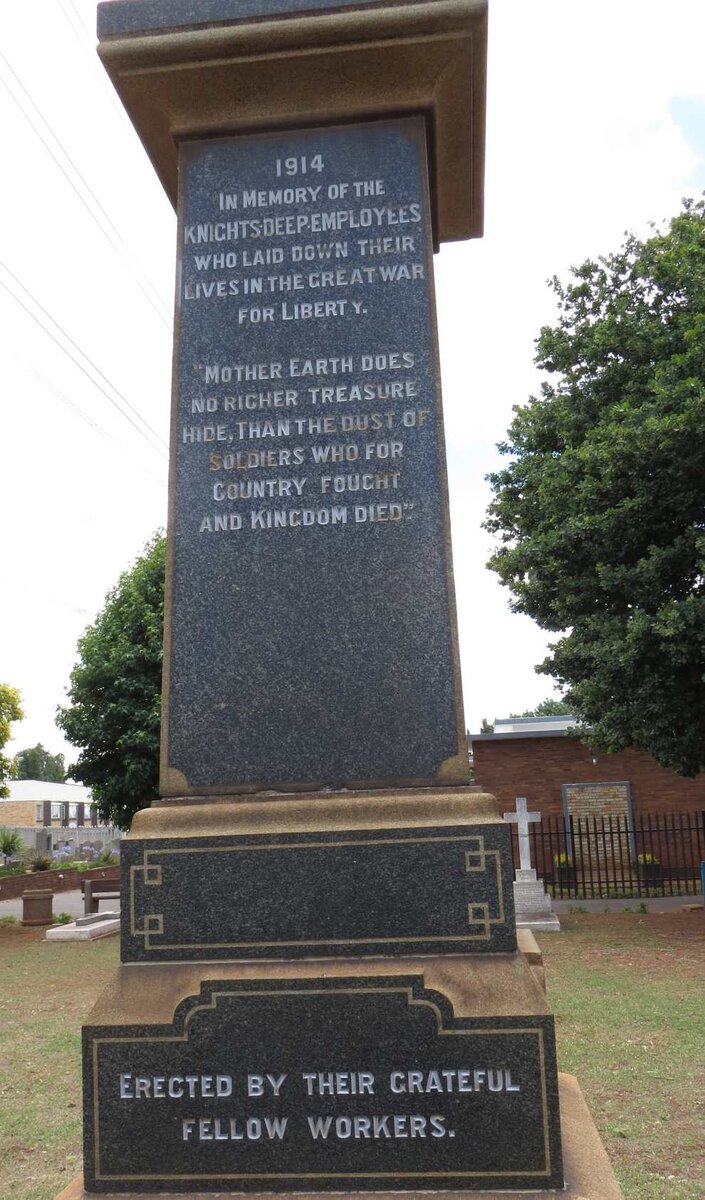 1914
IN MEMORY OF THE
KNIGHTS DEEP EMPLOYEES
WHO LAID DOWN THEIR
LIVES IN THE GREAT WAR
FOR LIBERTY.
"MOTHER EARTH DOES
NO RICHER TREASURE
HIDE, THAN THE DUST OF
SOLDIERS WHO FOR
COUNTRY FOUGHT
AND KINGDOM DIED".
ERECTED BY THEIR GRATEFUL
FELLOW WORKERS.